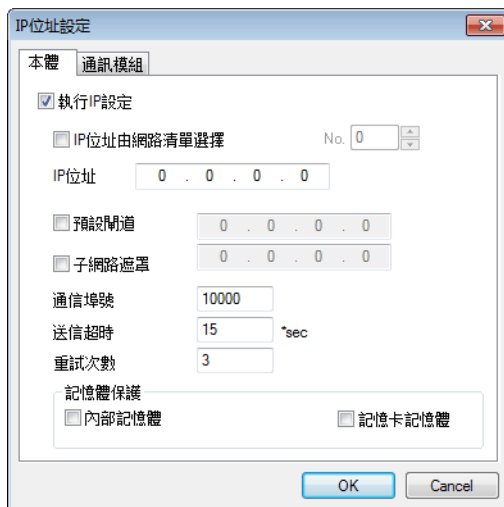 IP位址設定
本體 通訊模組
執行IP設定
IP位址由網路清單選擇 No. 0
IP位址 0 . 0 . 0 . 0
預設閘道 0 . 0 . 0 . 0
子網路遮罩 0 . 0 . 0 . 0
通信埠號 10000
送信超時 15 *sec
重試次數 3
記憶體保護
內部記憶體 記憶卡記憶體
OK Cancel